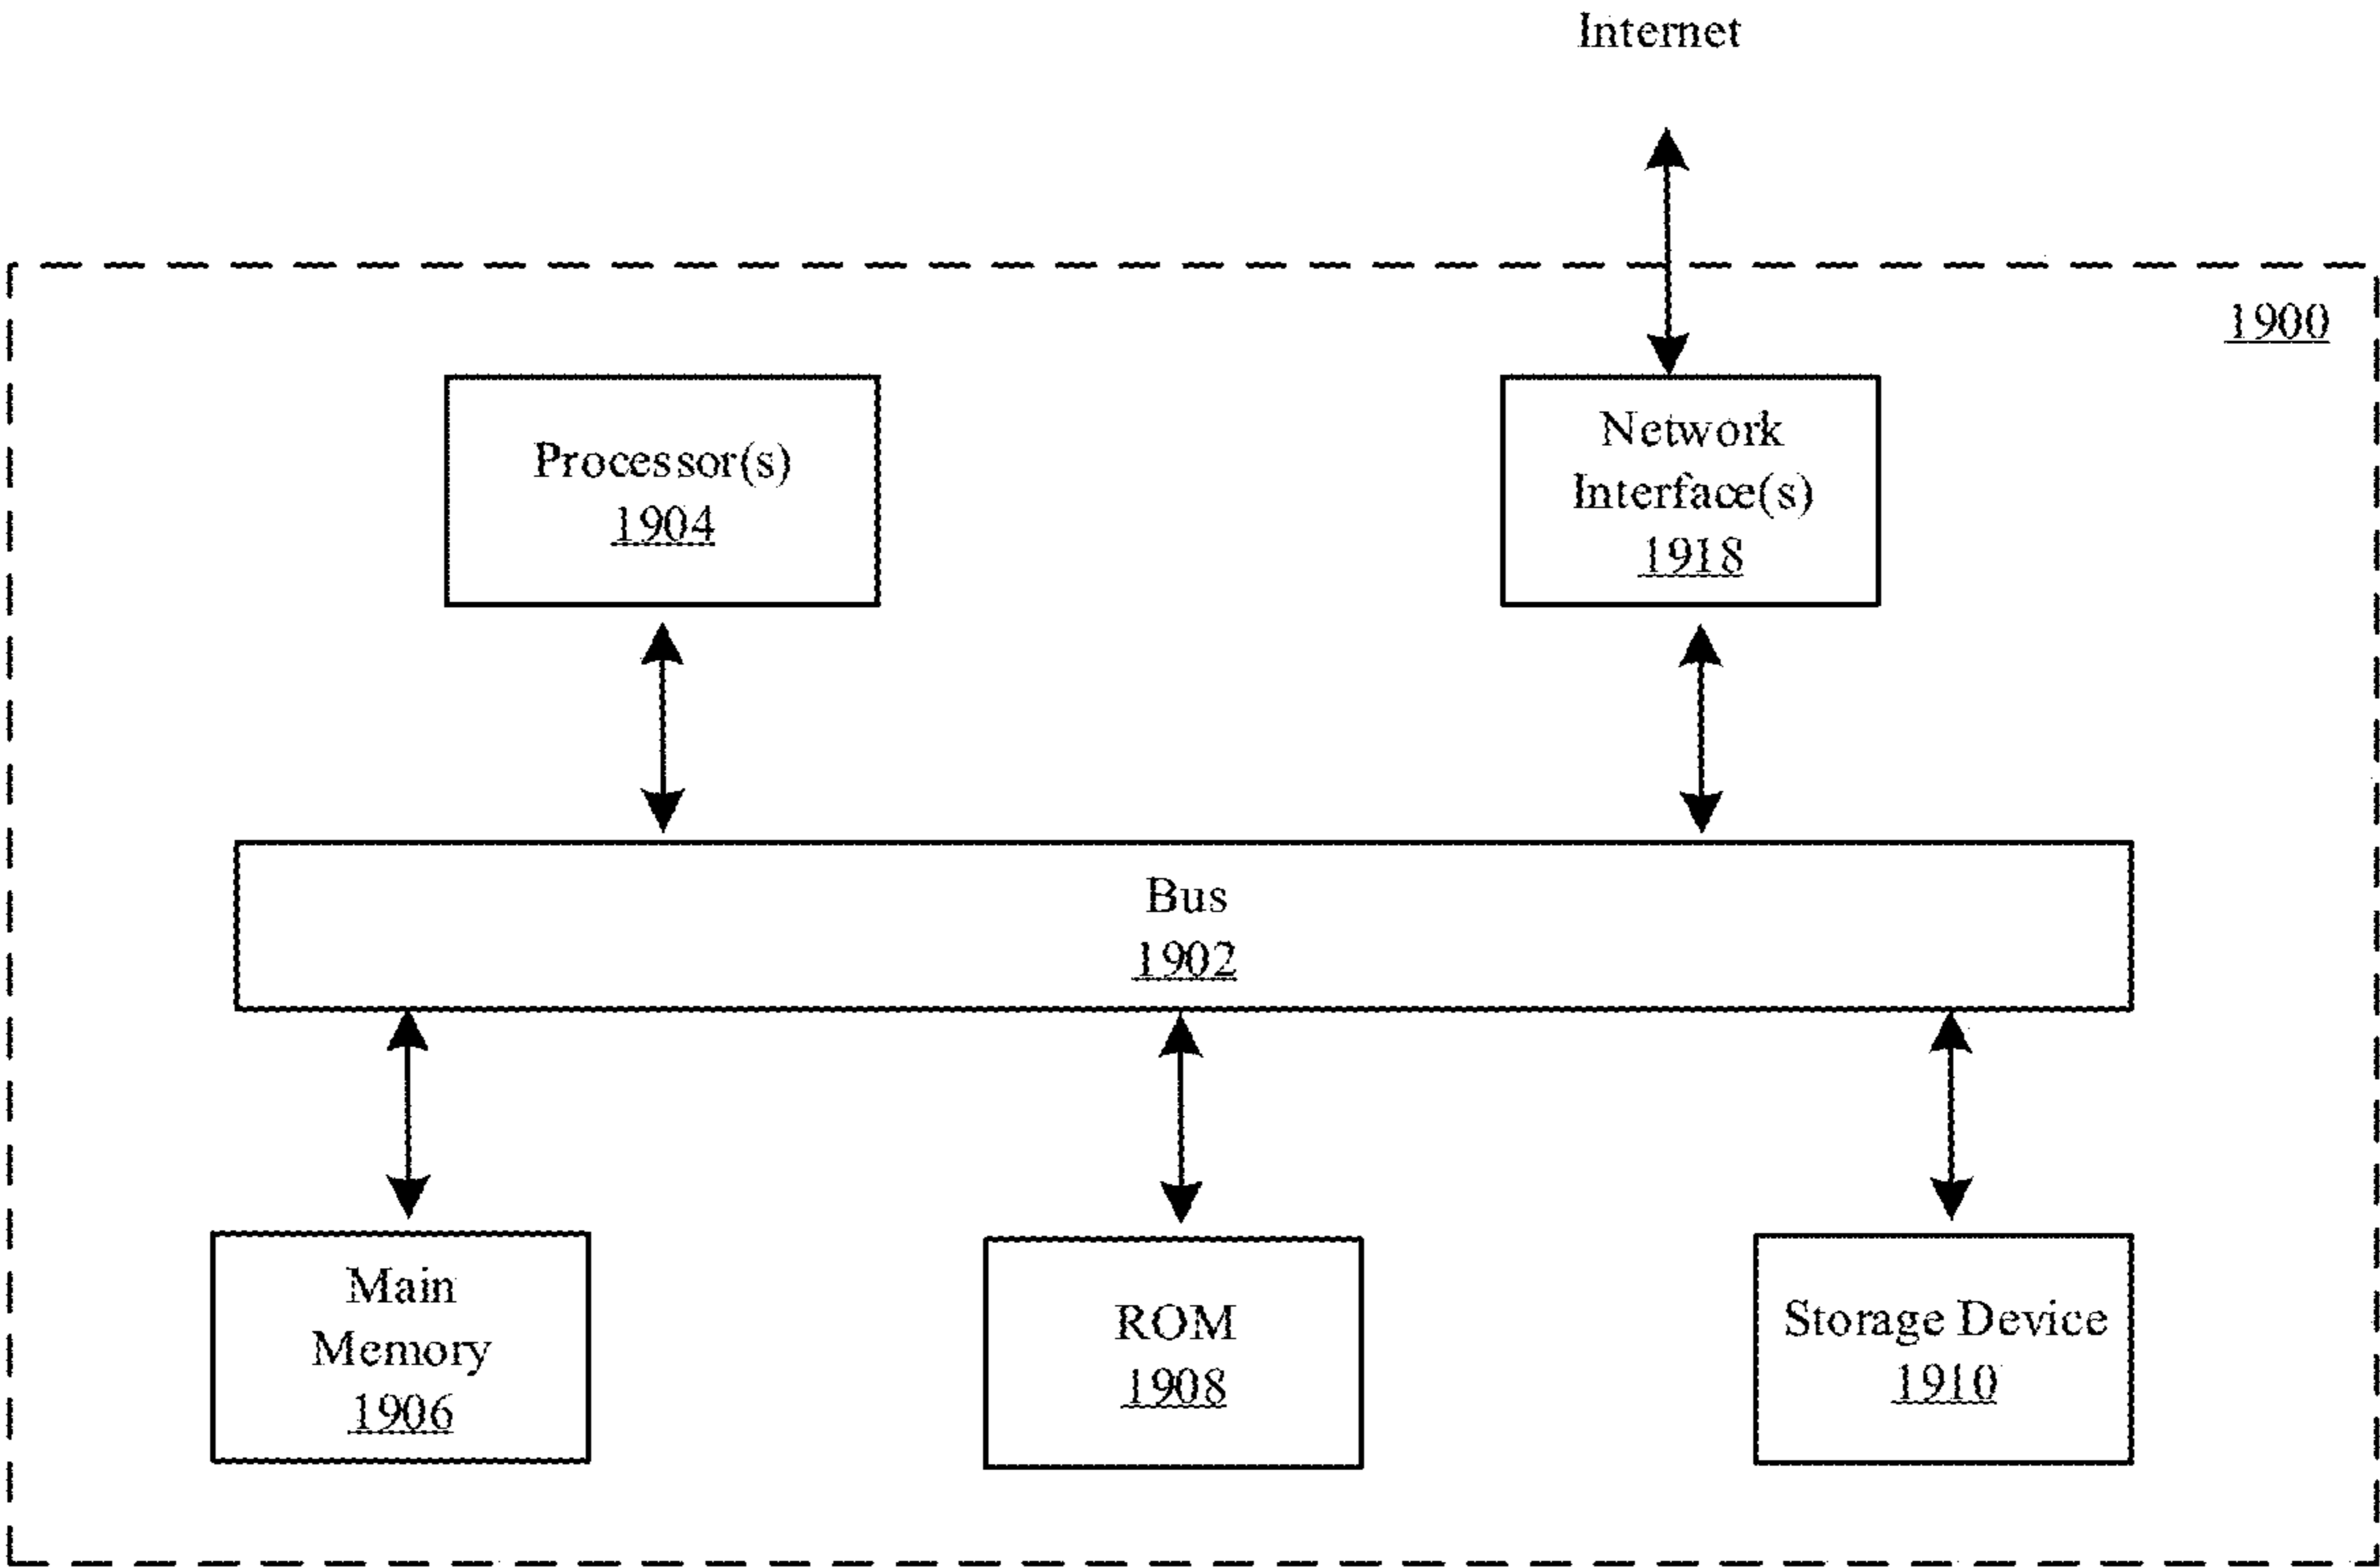 Internet
1900
Processor(s)
1904
Network
Interface(s)
1918
Bus
1902
Main
Memory
1906
ROM
1908
Storage Device
1910